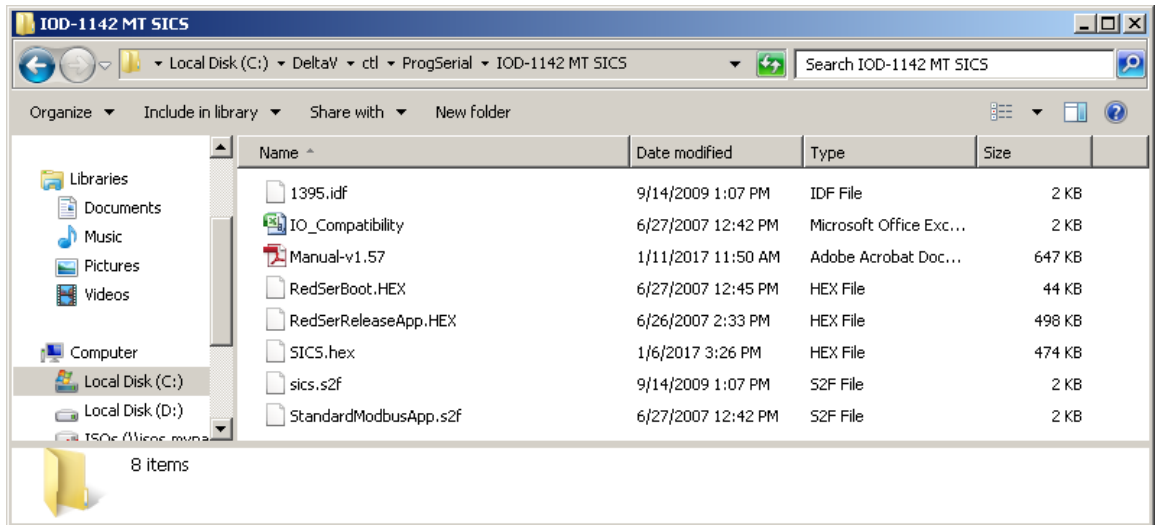 IOD-1142 MT SICS
Local Disk (C:) DeltaV ctl ProgSerial IOD-1142 MT SICS Search IOD-1142 MT SICS
Organize Include in library Share with New folder
Name Date modified Type Size
Libraries
Documents
Music
Pictures
Videos
Computer
Local Disk (C:)
Local Disk (D:)
ISOs
1395.idf 9/14/2009 1:07 PM IDF File 2 KB
IO_Compatibility 6/27/2007 12:42 PM Microsoft Office Exc... 2 KB
Manual-v1.57 1/11/2017 11:50 AM Adobe Acrobat Doc... 647 KB
RedSerBoot.HEX 6/27/2007 12:45 PM HEX File 44 KB
RedSerReleaseApp.HEX 6/26/2007 2:33 PM HEX File 498 KB
SICS.hex 1/6/2017 3:26 PM HEX File 474 KB
sics.s2f 9/14/2009 1:07 PM S2F File 2 KB
StandardModbusApp.s2f 6/27/2007 12:42 PM S2F File 2 KB
8 items